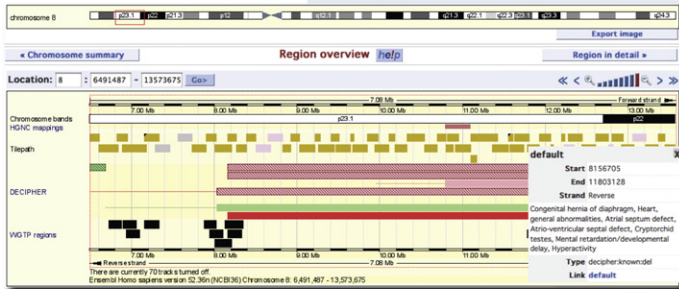 chromosome 8
p23.1 p22 p21.3 p12 q12.1 q21.3 q22.1 q22.3 q23.3 q24.3
Export image
« Chromosome summary
Region overview help
Region in detail »
Location: 8 : 6491487 - 13573675 Go>
7.08 Mb Forward strand
7.00 Mb 8.00 Mb 9.00 Mb 10.00 Mb 11.00 Mb 12.00 Mb 13.00 Mb
Chromosome bands p23.1 p22
HGNC mappings
Tilepath
default X
Start 8156705
End 11803128
Strand Reverse
DECIPHER
Congenital hernia of diaphragm, Heart,
general abnormalities, Atrial septum defect,
Atrio-ventricular septal defect, Cryptorchid
testes, Mental retardation/developmental
delay, Hyperactivity
Type decipher:known:del
Link default
WGTP regions
7.00 Mb 8.00 Mb 9.00 Mb 10.00 Mb 11.00 Mb
Reverse strand 7.08 Mb
There are currently 70 tracks turned off.
Ensembl Homo sapiens version 52.36n (NCBI36) Chromosome 8: 6,491,487 - 13,573,675